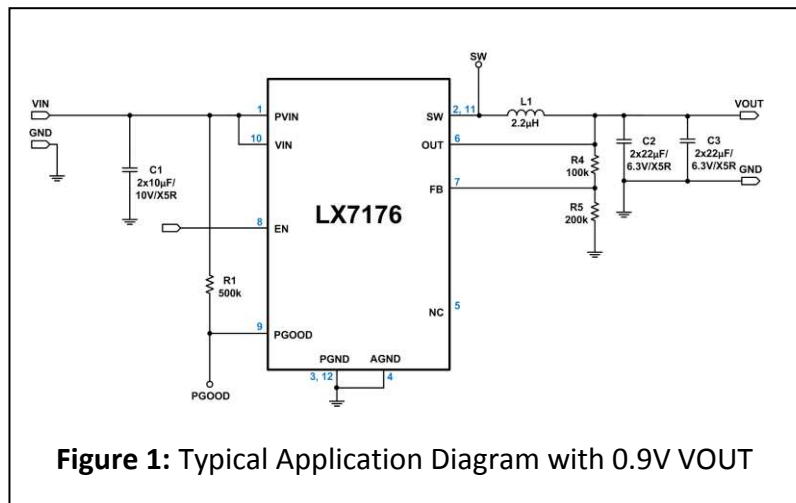 SW
VIN
GND
C1
2x10µF/
10V/X5R
R1
500k
PGOOD
1
PVIN
10
VIN
8
EN
9
PGOOD
LX7176
PGND
AGND
3, 12
4
SW
2, 11
OUT
6
FB
7
NC
5
L1
2.2µH
R4
100k
R5
200k
C2
2x22µF/
6.3V/X5R
C3
2x22µF/
6.3V/X5R
VOUT
GND
Figure 1: Typical Application Diagram with 0.9V VOUT